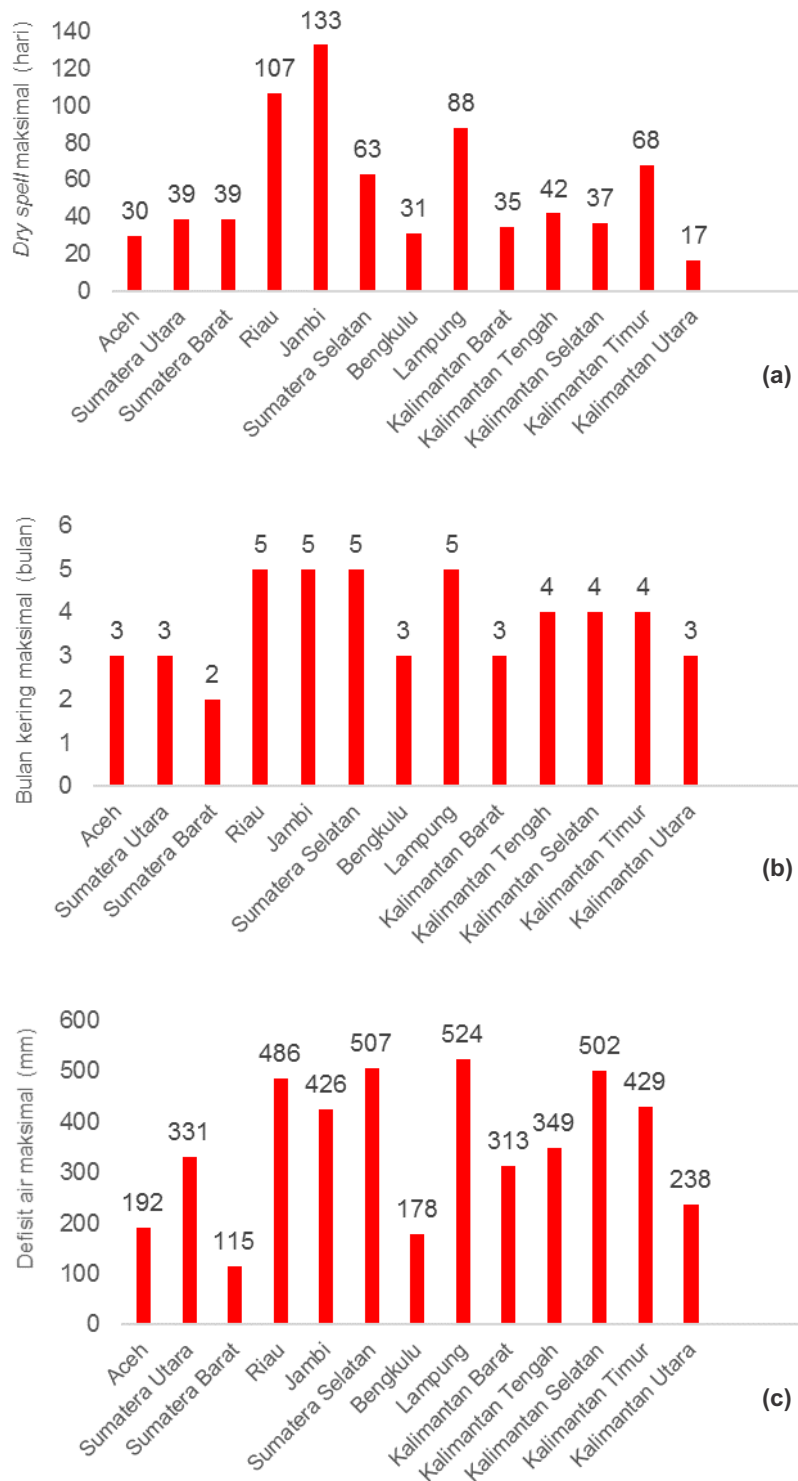 Dry spell maksimal (hari)
140
120
100
80
60
40
20
0
30
39
39
107
133
63
31
88
35
42
37
68
17
Aceh
Sumatera Utara
Sumatera Barat
Riau
Jambi
Sumatera Selatan
Bengkulu
Lampung
Kalimantan Barat
Kalimantan Tengah
Kalimantan Selatan
Kalimantan Timur
Kalimantan Utara
(a)
Bulan kering maksimal (bulan)
6
5
4
3
2
1
0
3
3
2
5
5
5
3
5
3
4
4
4
3
Aceh
Sumatera Utara
Sumatera Barat
Riau
Jambi
Sumatera Selatan
Bengkulu
Lampung
Kalimantan Barat
Kalimantan Tengah
Kalimantan Selatan
Kalimantan Timur
Kalimantan Utara
(b)
Defisit air maksimal (mm)
600
500
400
300
200
100
0
192
331
115
486
426
507
178
524
313
349
502
429
238
Aceh
Sumatera Utara
Sumatera Barat
Riau
Jambi
Sumatera Selatan
Bengkulu
Lampung
Kalimantan Barat
Kalimantan Tengah
Kalimantan Selatan
Kalimantan Timur
Kalimantan Utara
(c)